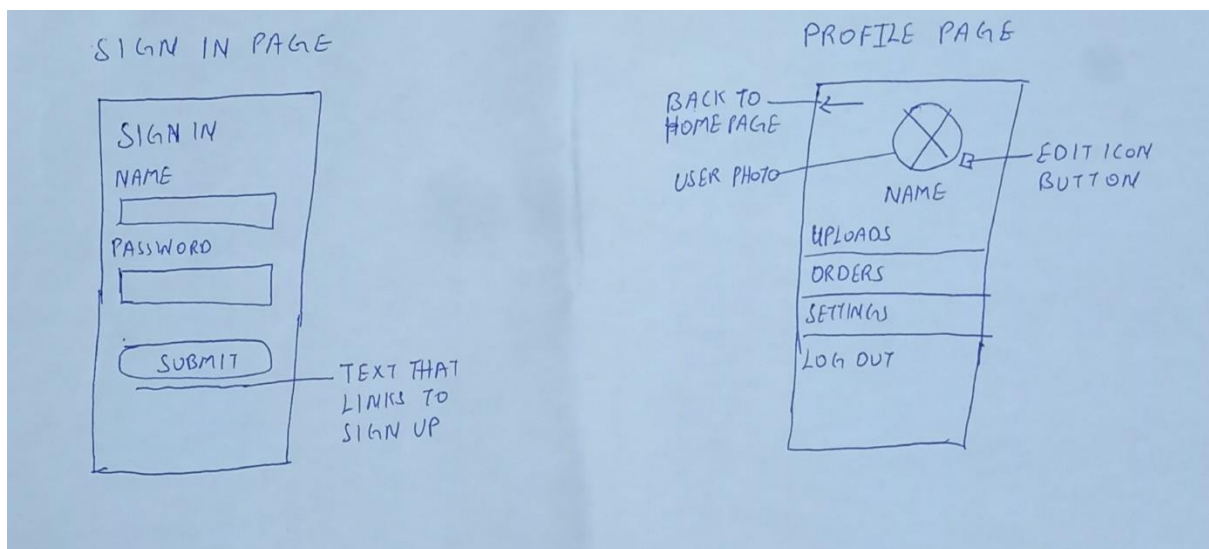 SIGN IN PAGE
SIGN IN
NAME
PASSWORD
SUBMIT
TEXT THAT
LINKS TO
SIGN UP
PROFILE PAGE
BACK TO
HOME PAGE
USER PHOTO
EDIT ICON
BUTTON
NAME
UPLOADS
ORDERS
SETTINGS
LOG OUT